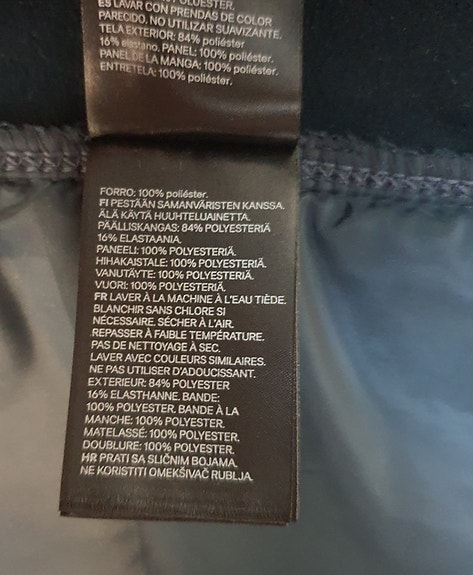 POLIÉSTER.
ES LAVAR CON PRENDAS DE COLOR
PARECIDO. NO UTILIZAR SUAVIZANTE.
TELA EXTERIOR: 84% poliéster
16% elastano. PANEL: 100% poliéster.
PANEL DE LA MANGA: 100% poliéster.
ENTRETELA: 100% poliéster.
FORRO: 100% poliéster.
FI PESTÄÄN SAMANVÄRISTEN KANSSA.
ÄLÄ KÄYTÄ HUUHTELUAINETTA.
PÄÄLLISKANGAS: 84% POLYESTERIÄ
16% ELASTAANIA.
PANEELI: 100% POLYESTERIÄ.
HIHAKAISTALE: 100% POLYESTERIÄ.
VANUTÄYTE: 100% POLYESTERIÄ.
VUORI: 100% POLYESTERIÄ.
FR LAVER À LA MACHINE À L'EAU TIÈDE.
BLANCHIR SANS CHLORE SI
NÉCESSAIRE. SÉCHER À L'AIR.
REPASSER À FAIBLE TEMPÉRATURE.
PAS DE NETTOYAGE À SEC.
LAVER AVEC COULEURS SIMILAIRES.
NE PAS UTILISER D'ADOUCISSANT.
EXTERIEUR: 84% POLYESTER
16% ELASTHANNE. BANDE:
100% POLYESTER. BANDE À LA
MANCHE: 100% POLYESTER.
MATELASSÉ: 100% POLYESTER.
DOUBLURE: 100% POLYESTER.
HR PRATI SA SLIČNIM BOJAMA.
NE KORISTITI OMEKŠIVAČ RUBLJA.